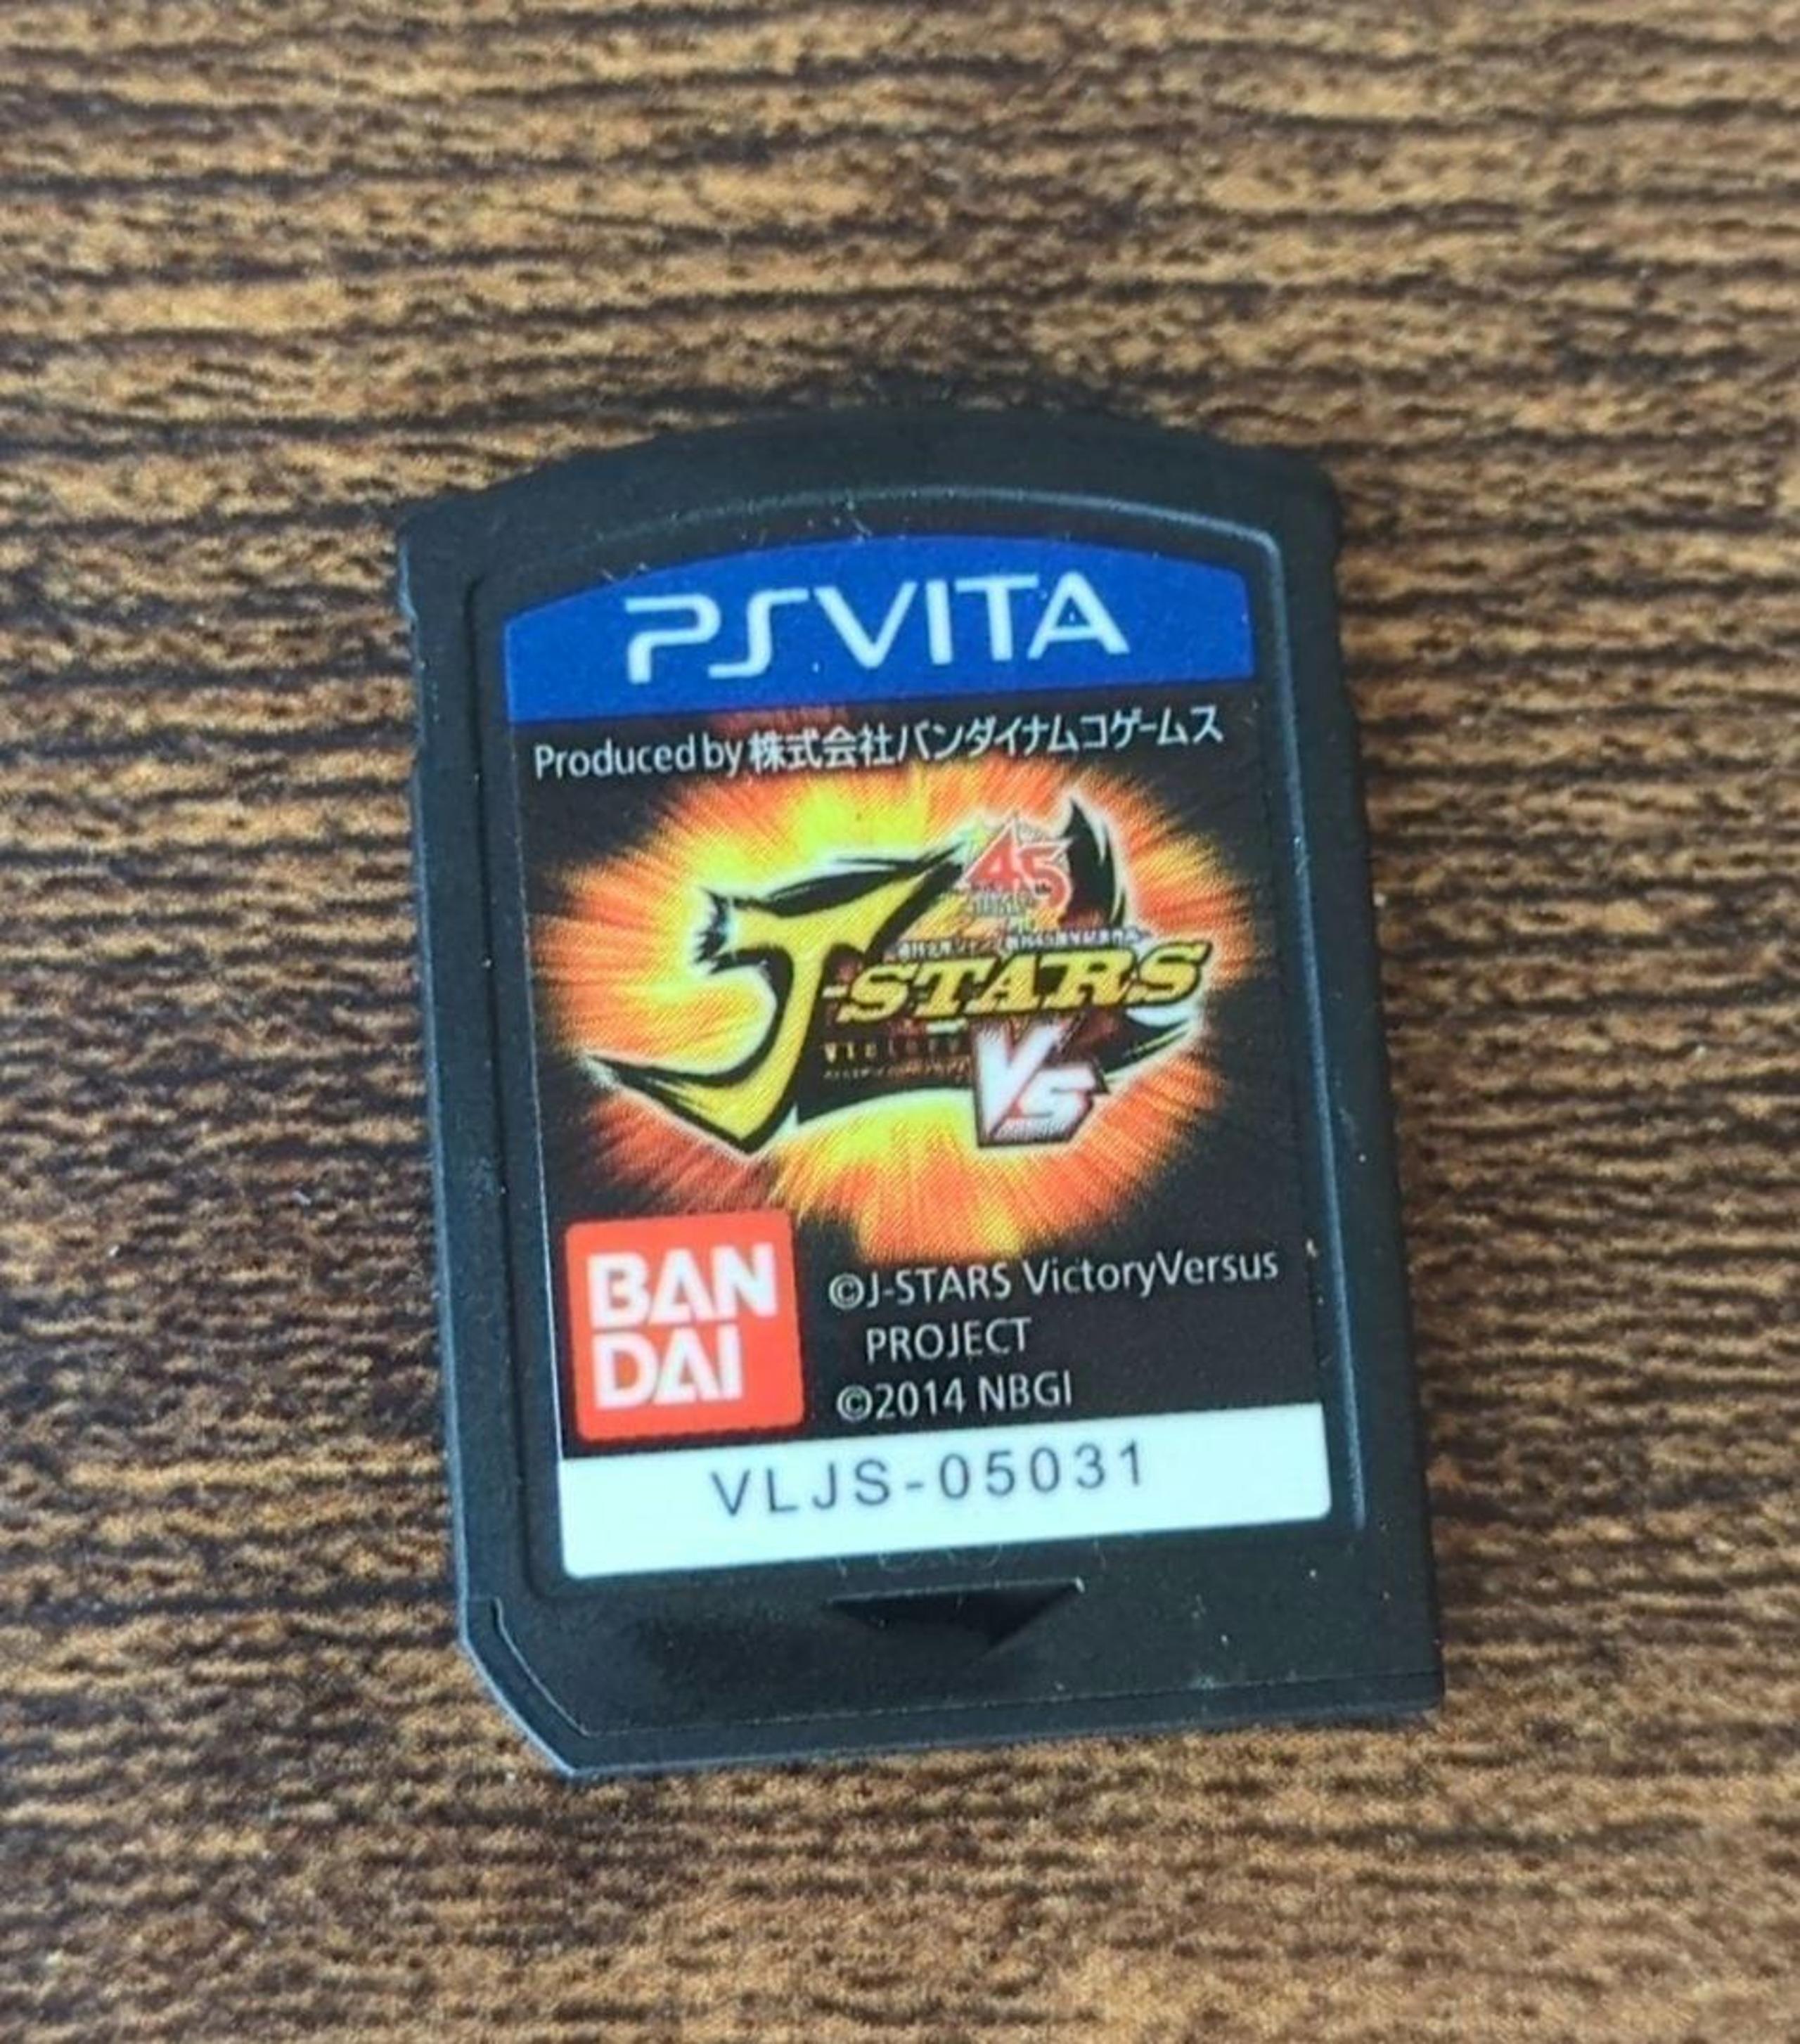 PSVITA
Produced by 株式会社バンダイナムコゲームス
45
J-STARS
Victory
VS
BAN
DAI
©J-STARS VictoryVersus
PROJECT
©2014 NBGI
VLJS-05031